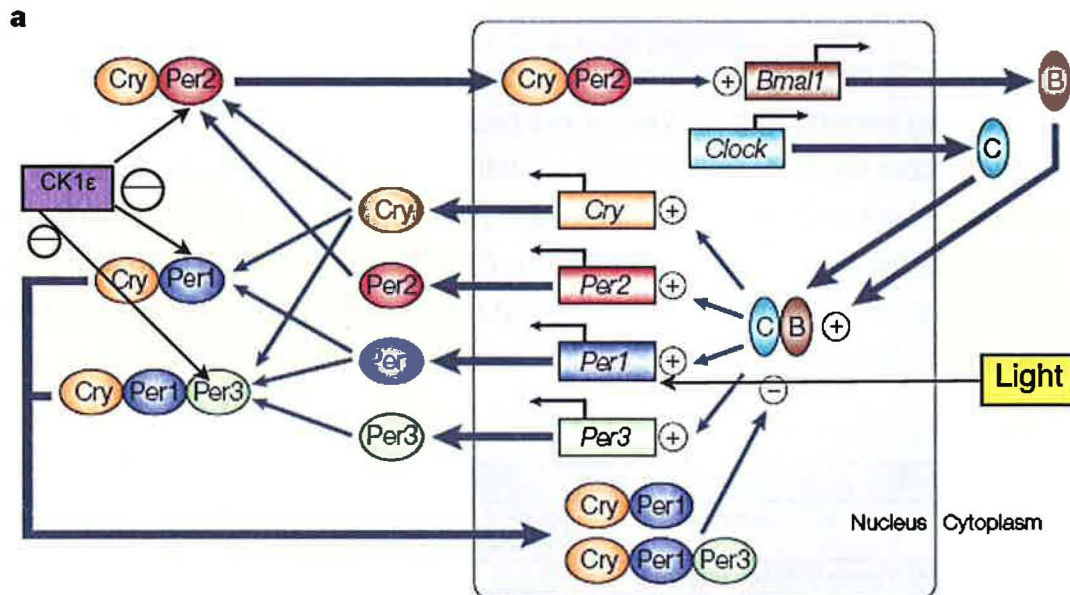 a
Cry Per2
Cry Per2
+
Bmal1
B
Clock
C
CK1ε
−
−
Cry
Cry
+
Cry Per1
Per2
Per2
+
C B
+
Per
Per1
+
Light
−
Cry Per1 Per3
Per3
Per3
+
Cry Per1
Cry Per1 Per3
Nucleus Cytoplasm